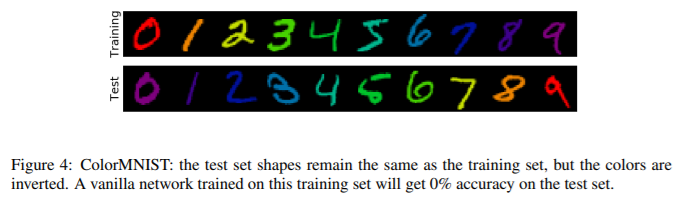 Training
0 1 2 3 4 5 6 7 8 9
Test
0 1 2 3 4 5 6 7 8 9
Figure 4: ColorMNIST: the test set shapes remain the same as the training set, but the colors are
inverted. A vanilla network trained on this training set will get 0% accuracy on the test set.